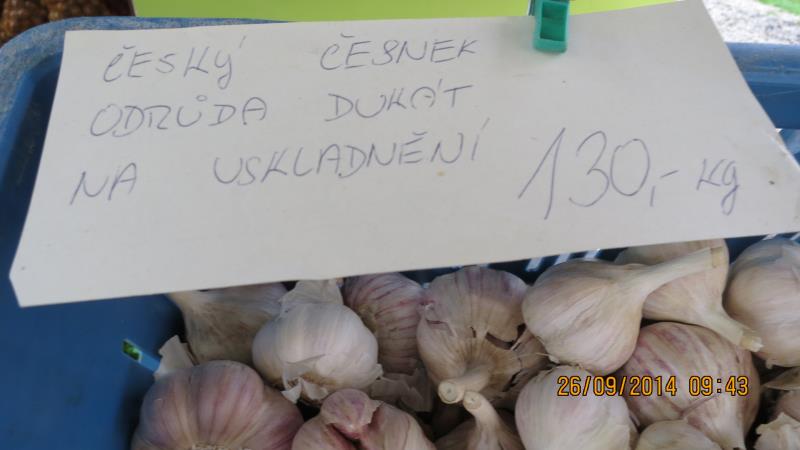 ČESKÝ ČESNEK
ODRŮDA DUKÁT
NA USKLADNĚNÍ 130,- Kg
26/09/2014 09:43